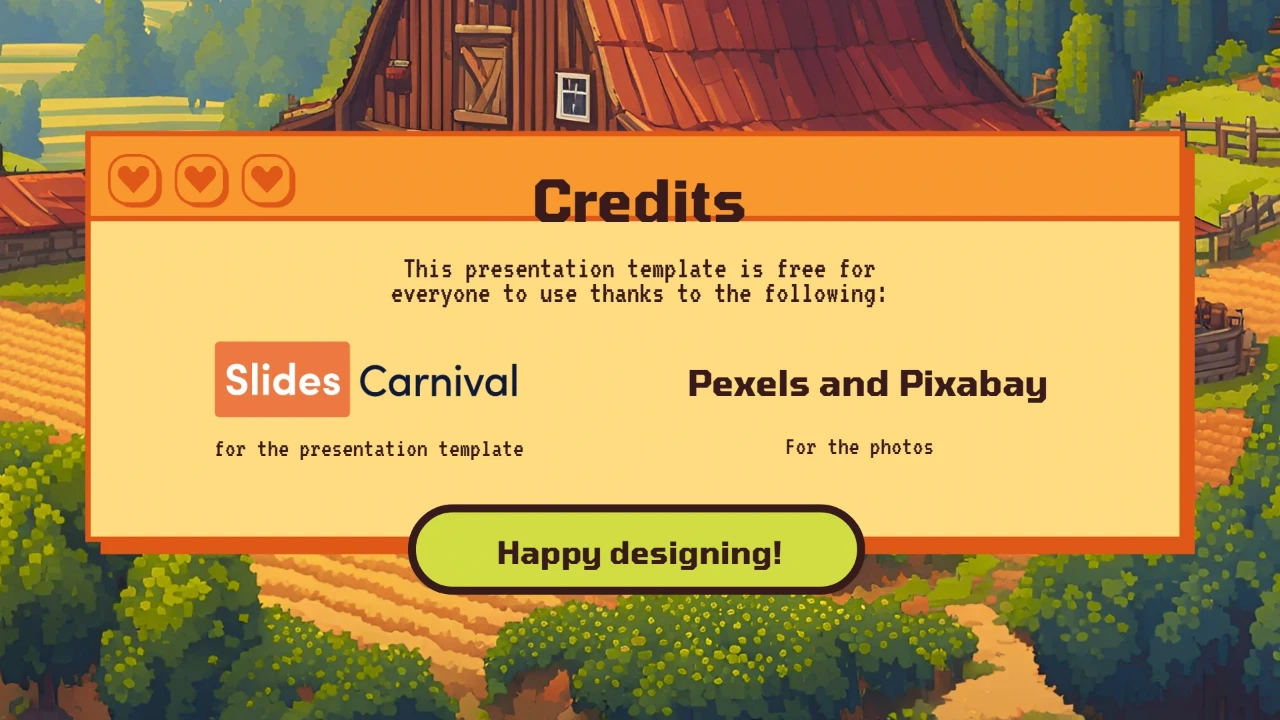 Credits
This presentation template is free for
everyone to use thanks to the following:
Slides Carnival
for the presentation template
Pexels and Pixabay
For the photos
Happy designing!